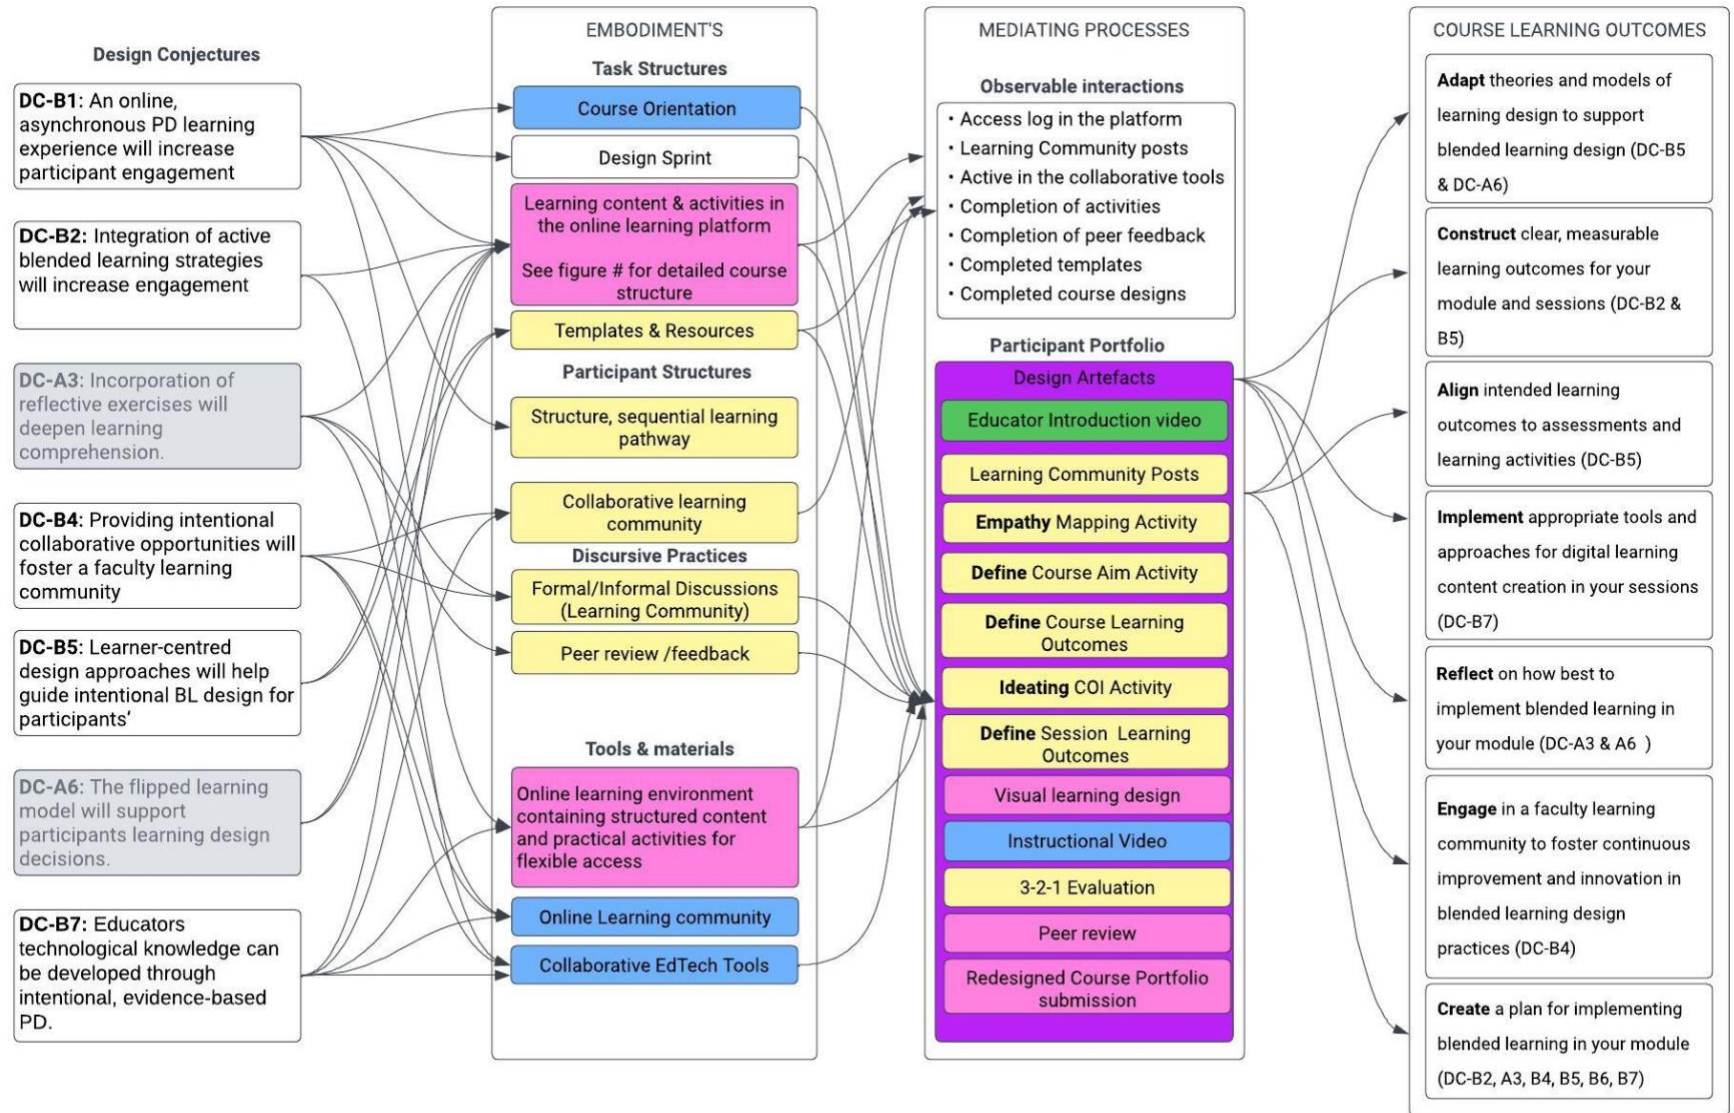 Design Conjectures
DC-B1: An online,
asynchronous PD learning
experience will increase
participant engagement
DC-B2: Integration of active
blended learning strategies
will increase engagement
DC-A3: Incorporation of
reflective exercises will
deepen learning
comprehension.
DC-B4: Providing intentional
collaborative opportunities will
foster a faculty learning
community
DC-B5: Learner-centred
design approaches will help
guide intentional BL design for
participants’
DC-A6: The flipped learning
model will support
participants learning design
decisions.
DC-B7: Educators
technological knowledge can
be developed through
intentional, evidence-based
PD.
EMBODIMENT'S
Task Structures
Course Orientation
Design Sprint
Learning content & activities in
the online learning platform
See figure # for detailed course
structure
Templates & Resources
Participant Structures
Structure, sequential learning
pathway
Collaborative learning
community
Discursive Practices
Formal/Informal Discussions
(Learning Community)
Peer review /feedback
Tools & materials
Online learning environment
containing structured content
and practical activities for
flexible access
Online Learning community
Collaborative EdTech Tools
MEDIATING PROCESSES
Observable interactions
• Access log in the platform
• Learning Community posts
• Active in the collaborative tools
• Completion of activities
• Completion of peer feedback
• Completed templates
• Completed course designs
Participant Portfolio
Design Artefacts
Educator Introduction video
Learning Community Posts
Empathy Mapping Activity
Define Course Aim Activity
Define Course Learning
Outcomes
Ideating COI Activity
Define Session Learning
Outcomes
Visual learning design
Instructional Video
3-2-1 Evaluation
Peer review
Redesigned Course Portfolio
submission
COURSE LEARNING OUTCOMES
Adapt theories and models of
learning design to support
blended learning design (DC-B5
& DC-A6)
Construct clear, measurable
learning outcomes for your
module and sessions (DC-B2 &
B5)
Align intended learning
outcomes to assessments and
learning activities (DC-B5)
Implement appropriate tools and
approaches for digital learning
content creation in your sessions
(DC-B7)
Reflect on how best to
implement blended learning in
your module (DC-A3 & A6 )
Engage in a faculty learning
community to foster continuous
improvement and innovation in
blended learning design
practices (DC-B4)
Create a plan for implementing
blended learning in your module
(DC-B2, A3, B4, B5, B6, B7)